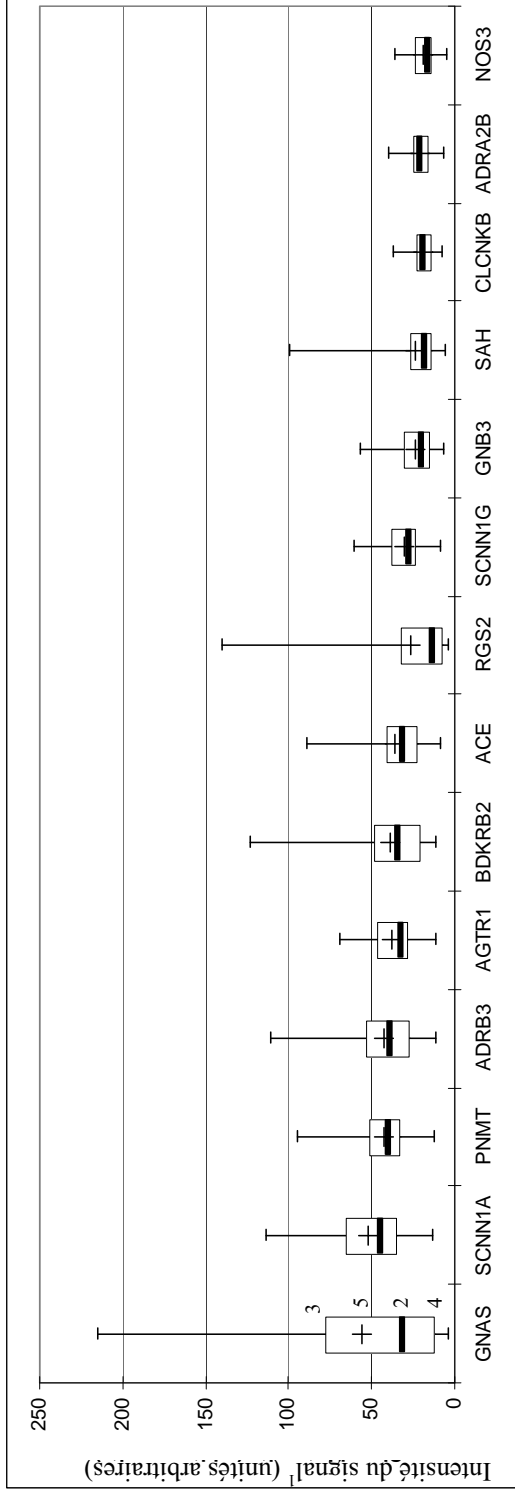 Intensité du signal¹ (unités arbitraires)
250
200
150
100
50
0
3
5
2
4
GNAS
SCNN1A
PNMT
ADRB3
AGTR1
BDKRB2
ACE
RGS2
SCNN1G
GNB3
SAH
CLCNKB
ADRA2B
NOS3